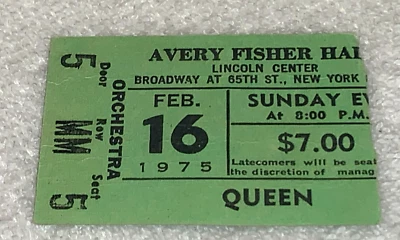 AVERY FISHER HAL
LINCOLN CENTER
BROADWAY AT 65TH ST., NEW YORK
FEB.
16
1975
SUNDAY EV
At 8:00 P.M.
$7.00
Latecomers will be seat
the discretion of manag
QUEEN
5 MM 5
Door Row Seat
ORCHESTRA